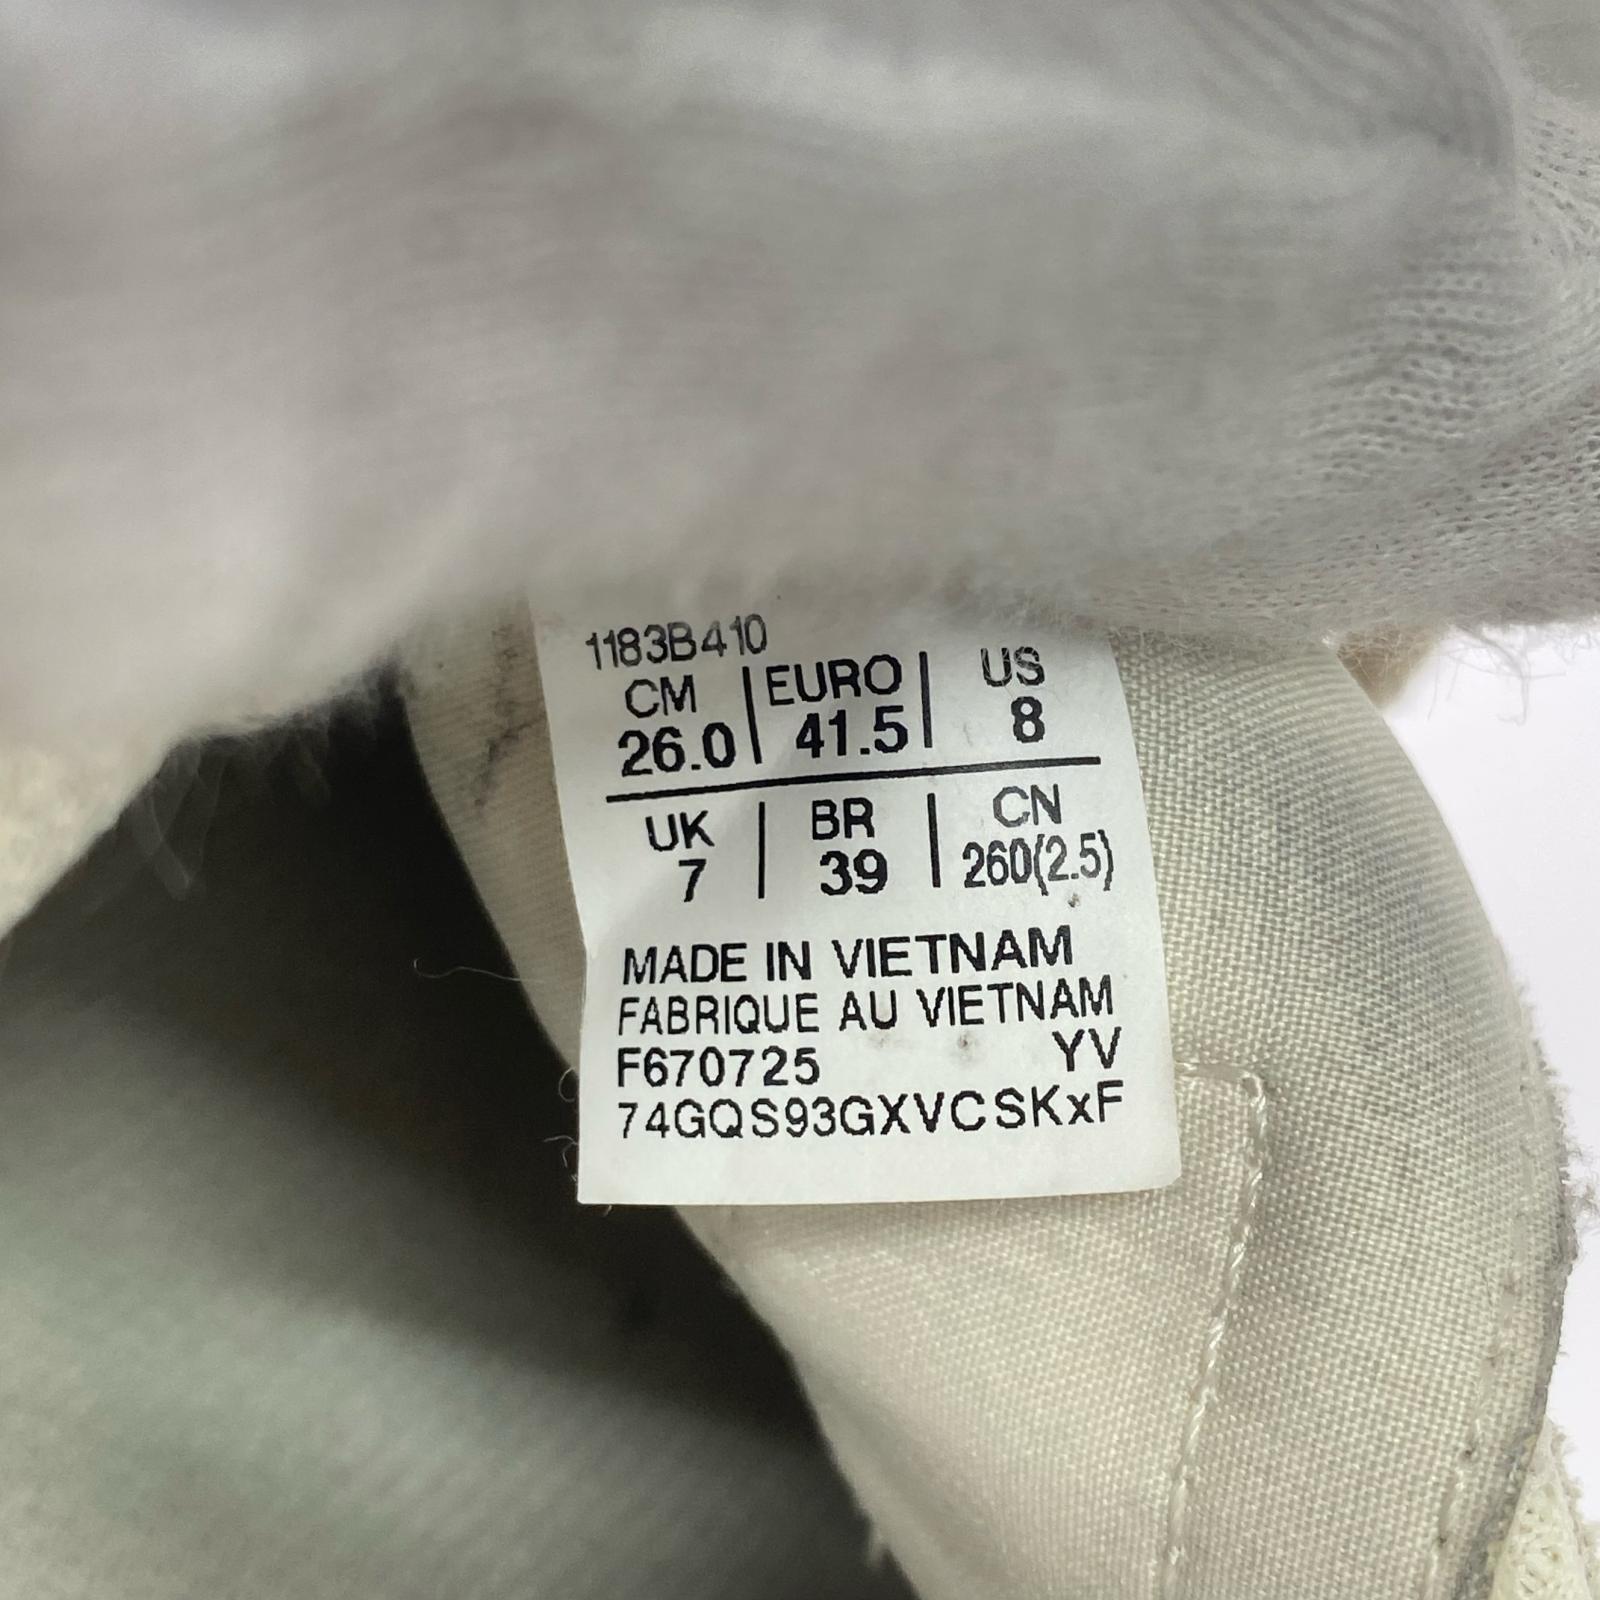 1183B410
CM EURO US
26.0 41.5 8
UK BR CN
7 39 260(2.5)
MADE IN VIETNAM
FABRIQUE AU VIETNAM
F670725 YV
74GQS93GXVCSKxF